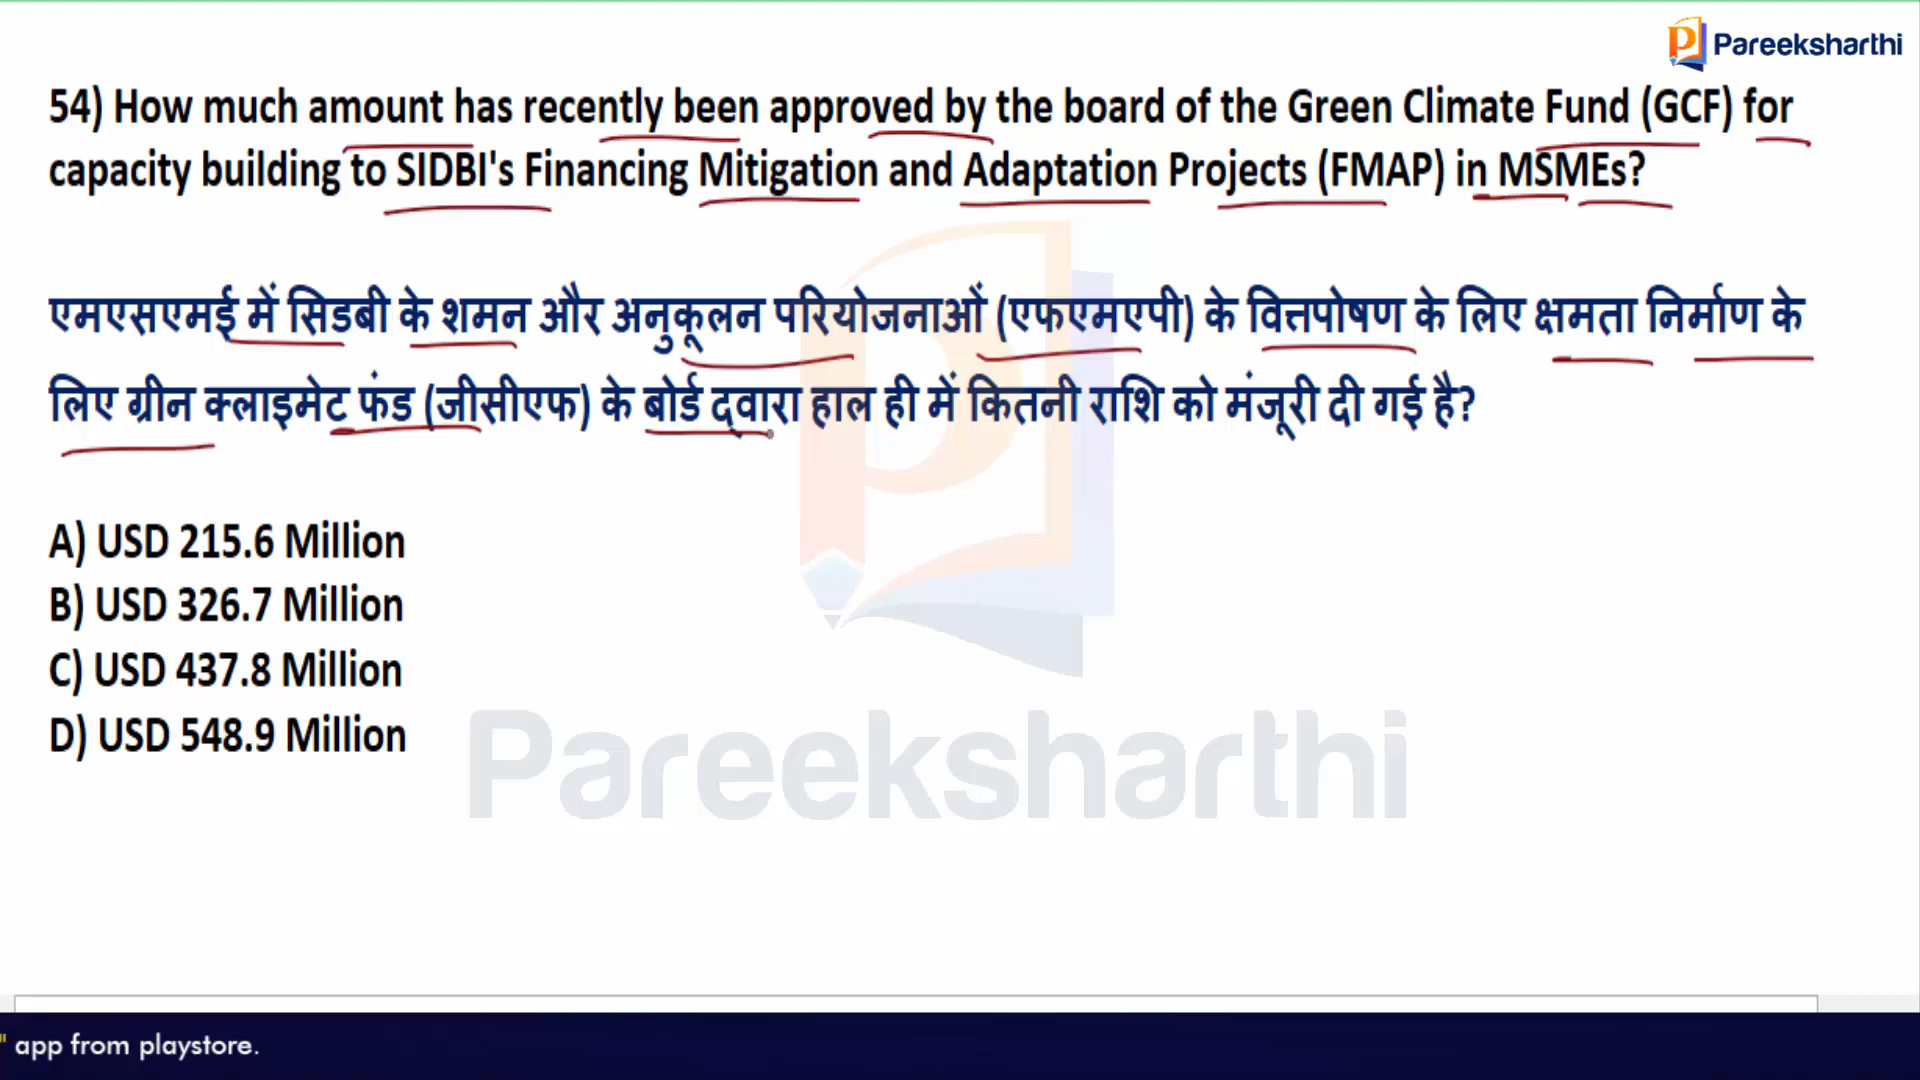 Pareeksharthi
54) How much amount has recently been approved by the board of the Green Climate Fund (GCF) for
capacity building to SIDBI's Financing Mitigation and Adaptation Projects (FMAP) in MSMEs?
एमएसएमई में सिडबी के शमन और अनुकूलन परियोजनाओं (एफएमएपी) के वित्तपोषण के लिए क्षमता निर्माण के
लिए ग्रीन क्लाइमेट फंड (जीसीएफ) के बोर्ड द्वारा हाल ही में कितनी राशि को मंजूरी दी गई है?
A) USD 215.6 Million
B) USD 326.7 Million
C) USD 437.8 Million
D) USD 548.9 Million
Pareeksharthi
" app from playstore.